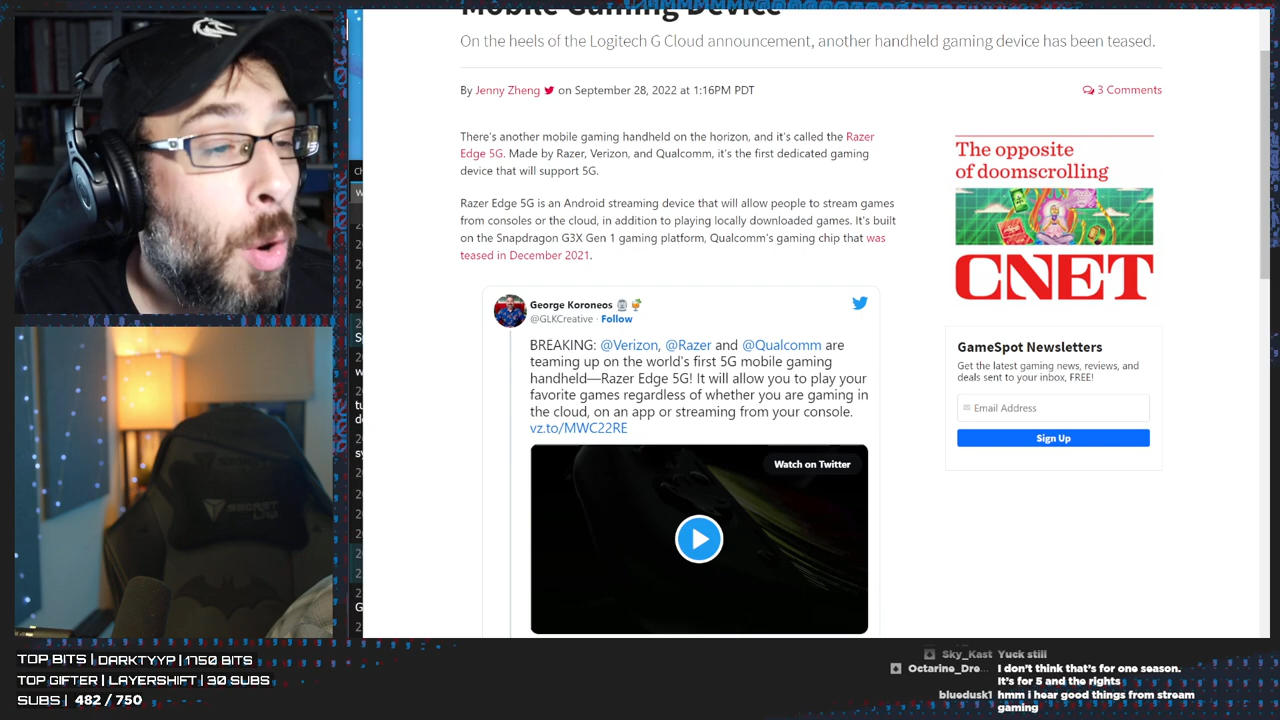 Mobile Gaming Device
On the heels of the Logitech G Cloud announcement, another handheld gaming device has been teased.
By Jenny Zheng on September 28, 2022 at 1:16PM PDT
3 Comments
There's another mobile gaming handheld on the horizon, and it's called the Razer
Edge 5G. Made by Razer, Verizon, and Qualcomm, it's the first dedicated gaming
device that will support 5G.
Razer Edge 5G is an Android streaming device that will allow people to stream games
from consoles or the cloud, in addition to playing locally downloaded games. It's built
on the Snapdragon G3X Gen 1 gaming platform, Qualcomm's gaming chip that was
teased in December 2021.
George Koroneos
@GLKCreative · Follow
BREAKING: @Verizon, @Razer and @Qualcomm are
teaming up on the world's first 5G mobile gaming
handheld—Razer Edge 5G! It will allow you to play your
favorite games regardless of whether you are gaming in
the cloud, on an app or streaming from your console.
vz.to/MWC22RE
Watch on Twitter
The opposite
of doomscrolling
CNET
GameSpot Newsletters
Get the latest gaming news, reviews, and
deals sent to your inbox, FREE!
Email Address
Sign Up
TOP BITS | DARKTYYP | 1750 BITS
TOP GIFTER | LAYERSHIFT | 30 SUBS
SUBS | 482 / 750
Sky_Kast Yuck still
Octarine_Dre... I don't think that's for one season.
It's for 5 and the rights
bluedusk1 hmm i hear good things from stream
gaming